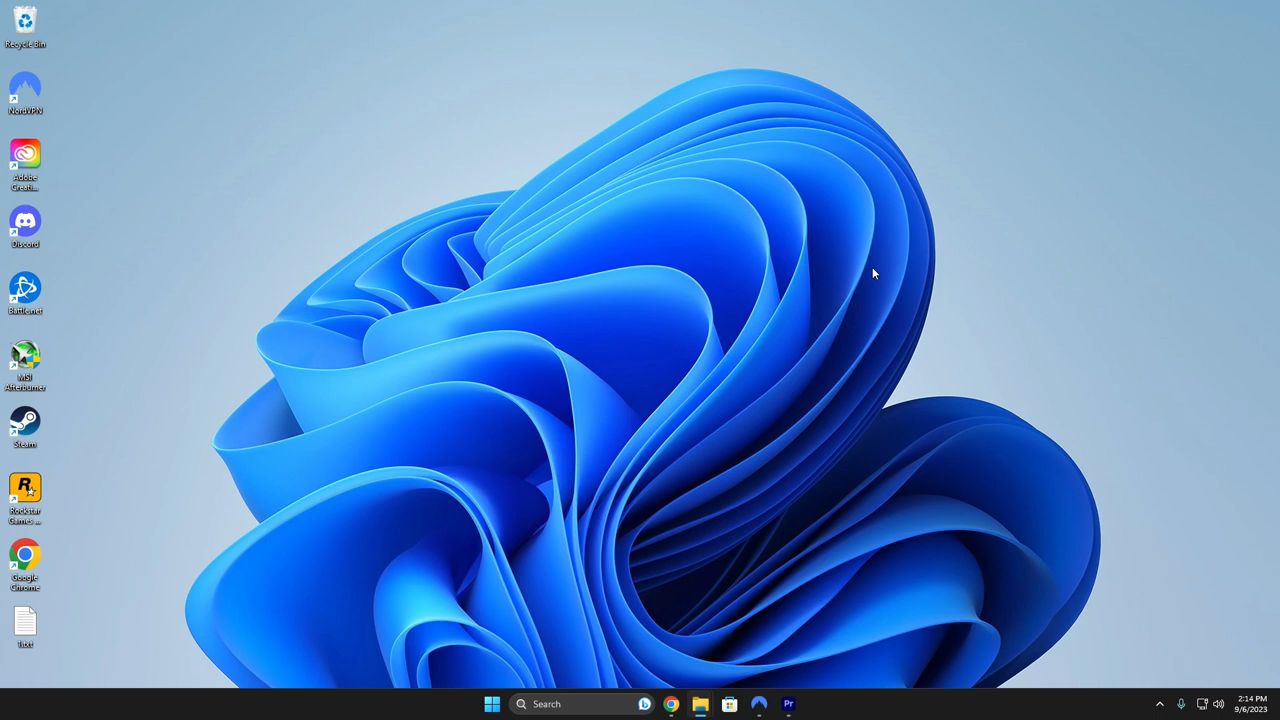 Recycle Bin
NordVPN
Adobe
Creati...
Discord
Battle.net
MSI
Afterburner
Steam
Rockstar
Games ...
Google
Chrome
Search
Pr
2:14 PM
9/6/2023